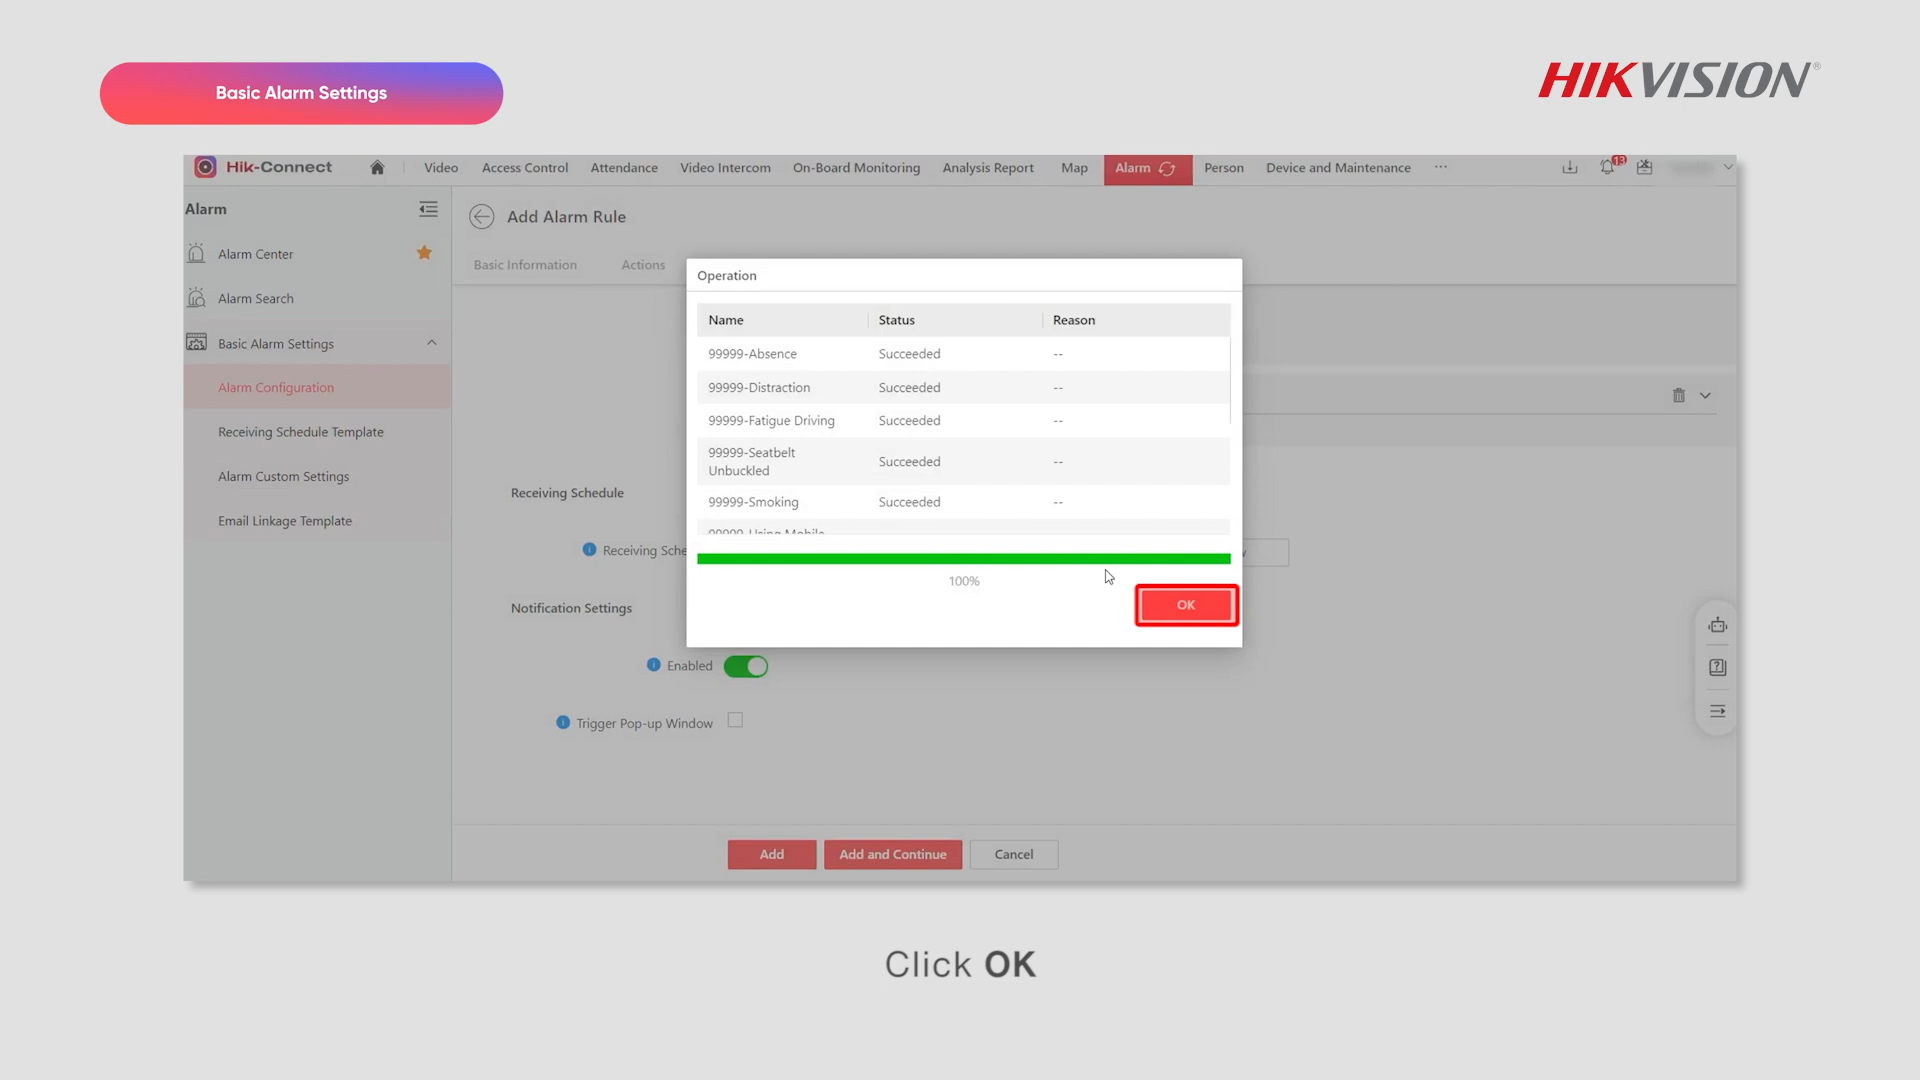 Basic Alarm Settings
HIKVISION®
Hik-Connect
Video
Access Control
Attendance
Video Intercom
On-Board Monitoring
Analysis Report
Map
Alarm
Person
Device and Maintenance
···
13
Alarm
Alarm Center
Alarm Search
Basic Alarm Settings
Alarm Configuration
Receiving Schedule Template
Alarm Custom Settings
Email Linkage Template
Add Alarm Rule
Basic Information
Actions
Operation
Name Status Reason
99999-Absence Succeeded --
99999-Distraction Succeeded --
99999-Fatigue Driving Succeeded --
99999-Seatbelt
Unbuckled Succeeded --
99999-Smoking Succeeded --
99999-Using Mobile
100%
OK
Receiving Schedule
Receiving Sche
Notification Settings
Enabled
Trigger Pop-up Window
Add
Add and Continue
Cancel
Click OK